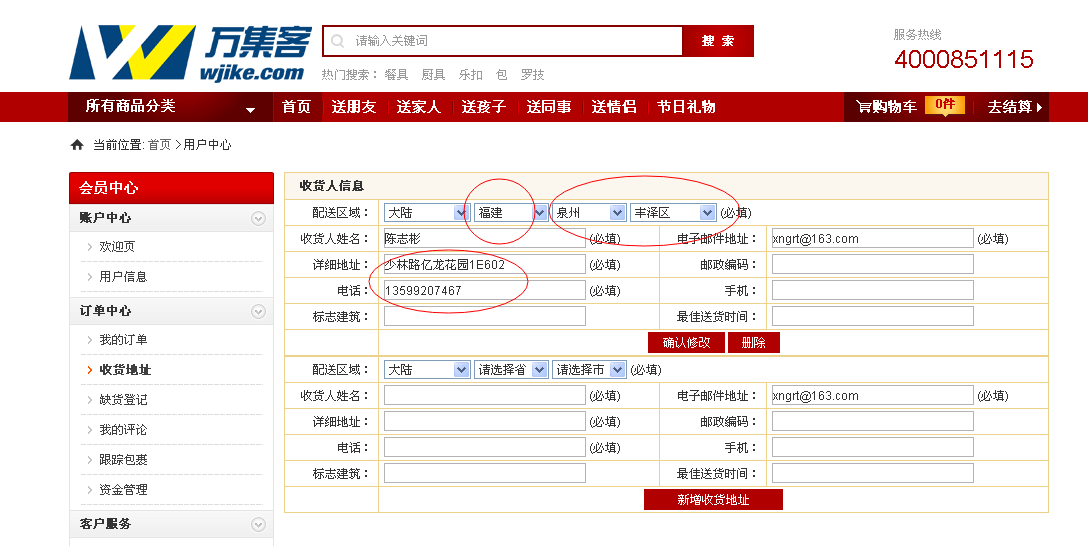 万集客
wjike.com
请输入关键词
搜 索
热门搜索： 餐具 厨具 乐扣 包 罗技
服务热线
4000851115
所有商品分类
首页 送朋友 送家人 送孩子 送同事 送情侣 节日礼物
购物车 0件 去结算
当前位置: 首页 > 用户中心
会员中心
账户中心
欢迎页
用户信息
订单中心
我的订单
收货地址
缺货登记
我的评论
跟踪包裹
资金管理
客户服务
收货人信息
配送区域： 大陆 福建 泉州 丰泽区 (必填)
收货人姓名： 陈志彬 (必填) 电子邮件地址： xngrt@163.com (必填)
详细地址： 少林路亿龙花园1E602 (必填) 邮政编码：
电话： 13599207467 (必填) 手机：
标志建筑： 最佳送货时间：
确认修改 删除
配送区域： 大陆 请选择省 请选择市 (必填)
收货人姓名： (必填) 电子邮件地址： xngrt@163.com (必填)
详细地址： (必填) 邮政编码：
电话： (必填) 手机：
标志建筑： 最佳送货时间：
新增收货地址